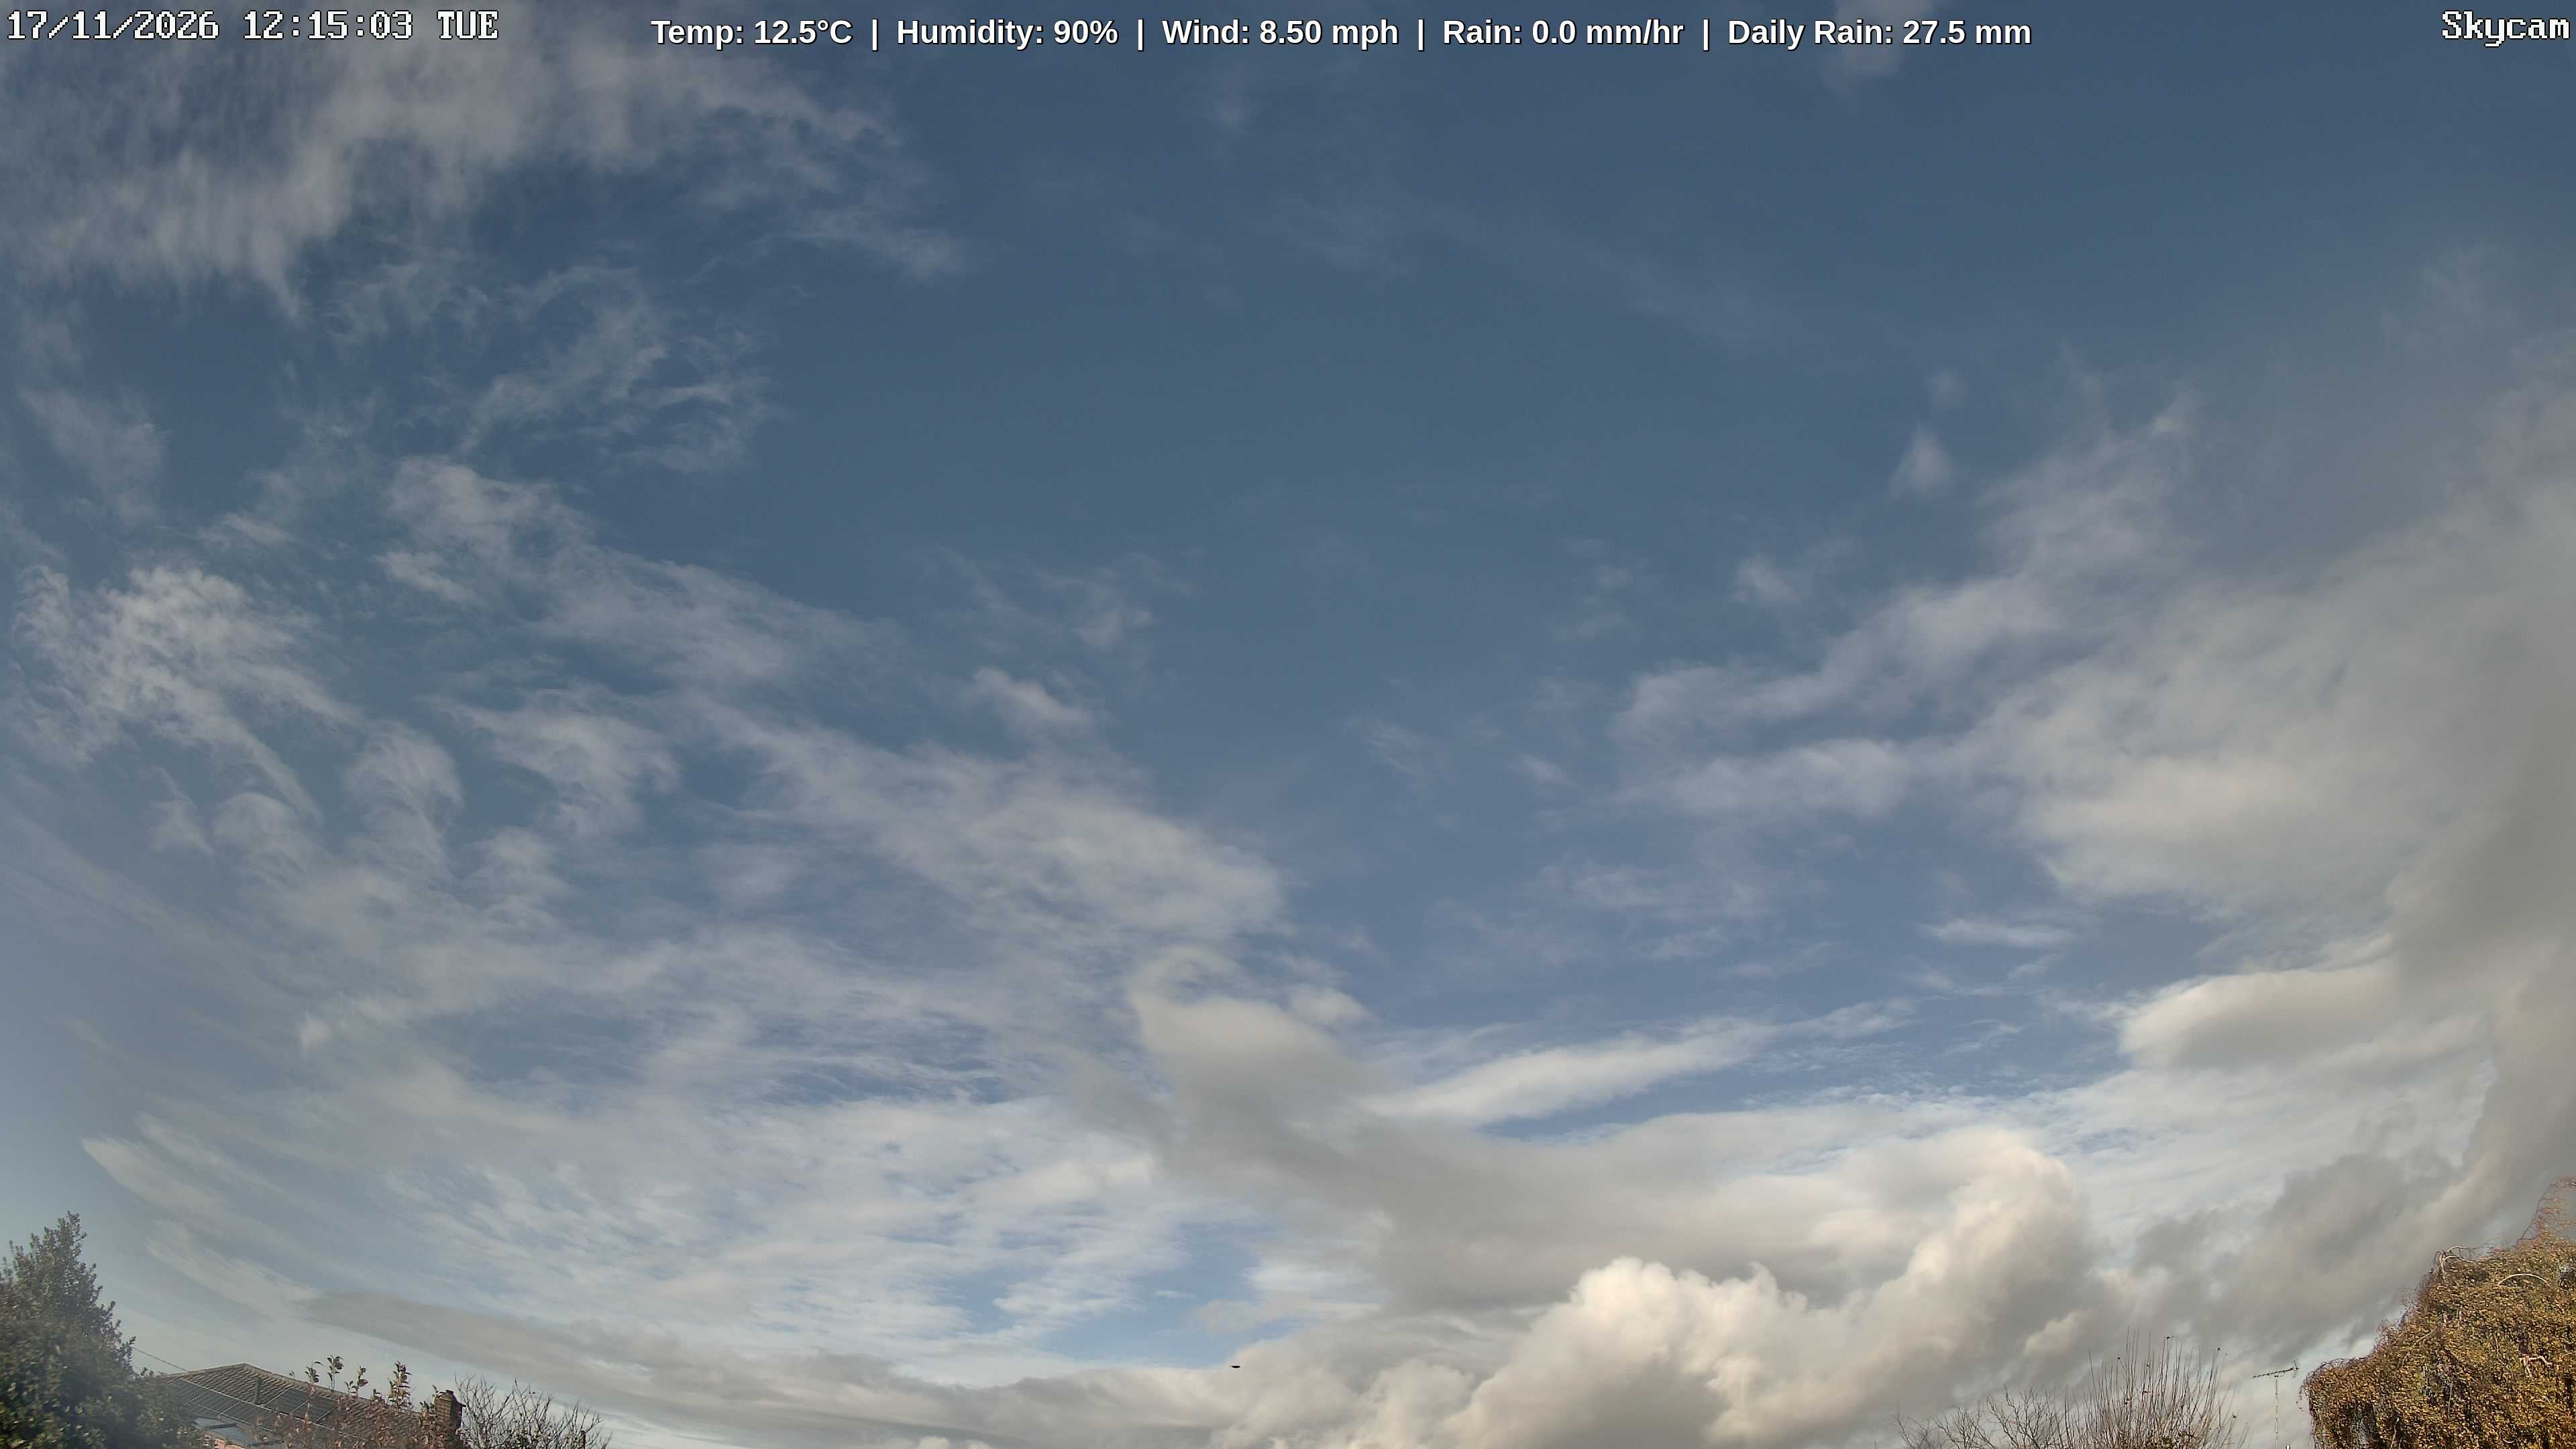 17/11/2026 12:15:03 TUE
Temp: 12.5°C | Humidity: 90% | Wind: 8.50 mph | Rain: 0.0 mm/hr | Daily Rain: 27.5 mm
Skycam